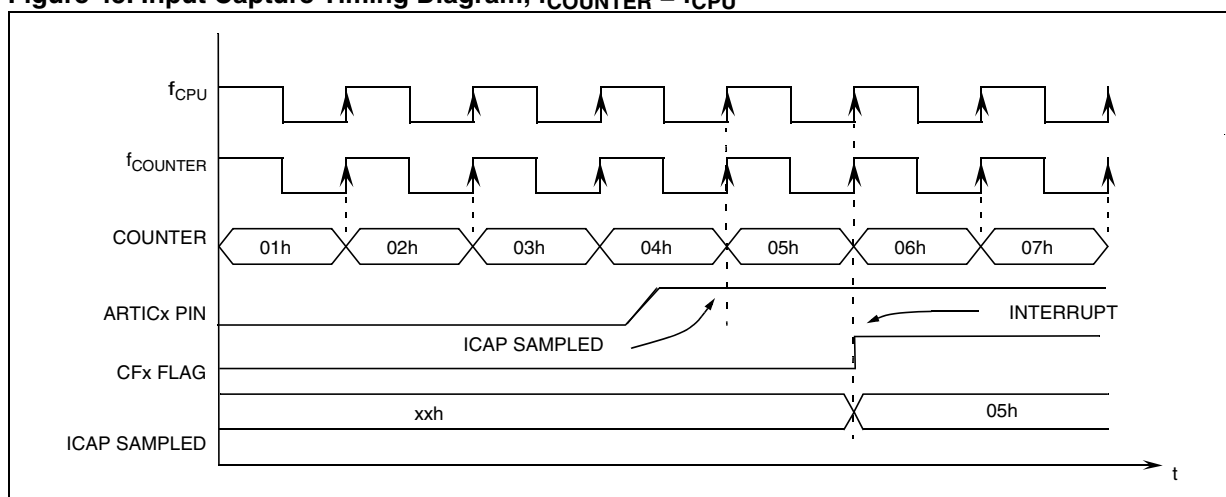 Figure 48. Input Capture Timing Diagram, fCOUNTER = fCPU
fCPU
fCOUNTER
COUNTER
01h
02h
03h
04h
05h
06h
07h
ARTICx PIN
INTERRUPT
ICAP SAMPLED
CFx FLAG
xxh
05h
ICAP SAMPLED
t